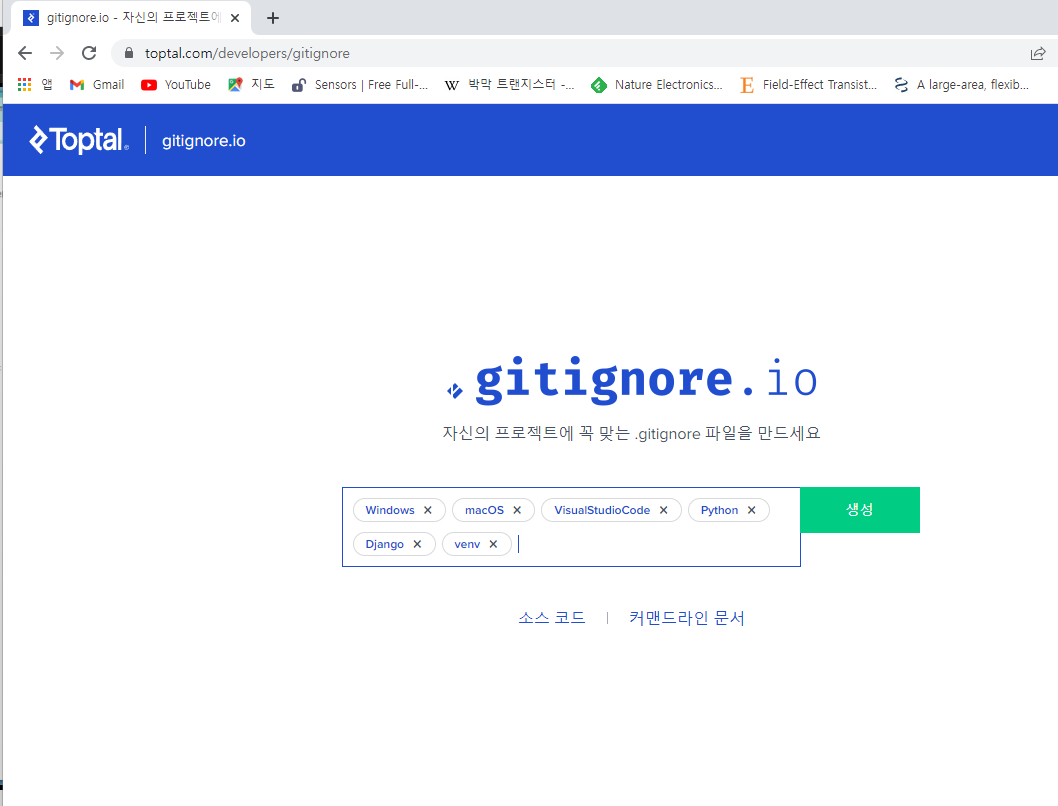 gitignore.io - 자신의 프로젝트에
toptal.com/developers/gitignore
앱 Gmail YouTube 지도 Sensors | Free Full-... 박막 트랜지스터 -... Nature Electronics... Field-Effect Transist... A large-area, flexib...
Toptal gitignore.io
.gitignore.io
자신의 프로젝트에 꼭 맞는 .gitignore 파일을 만드세요
Windows macOS VisualStudioCode Python 생성
Django venv
소스 코드 | 커맨드라인 문서